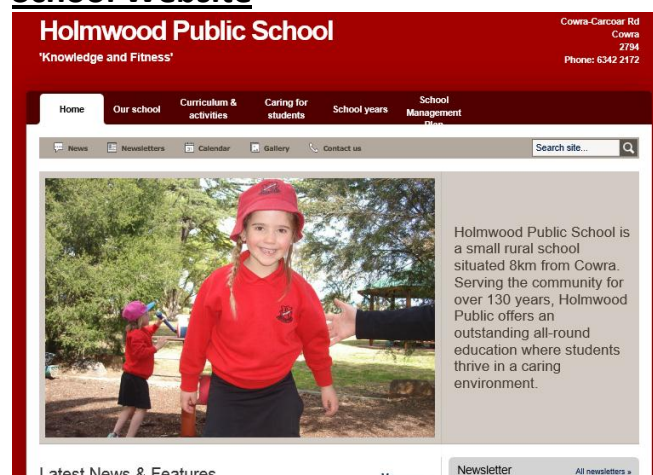 School Website
Holmwood Public School
'Knowledge and Fitness'
Cowra-Carcoar Rd
Cowra
2794
Phone: 6342 2172
Home
Our school
Curriculum &
activities
Caring for
students
School years
School
Management
Plan
News
Newsletters
Calendar
Gallery
Contact us
Search site...
Holmwood Public School is
a small rural school
situated 8km from Cowra.
Serving the community for
over 130 years, Holmwood
Public offers an
outstanding all-round
education where students
thrive in a caring
environment.
Latest News & Features
Newsletter
All newsletters »